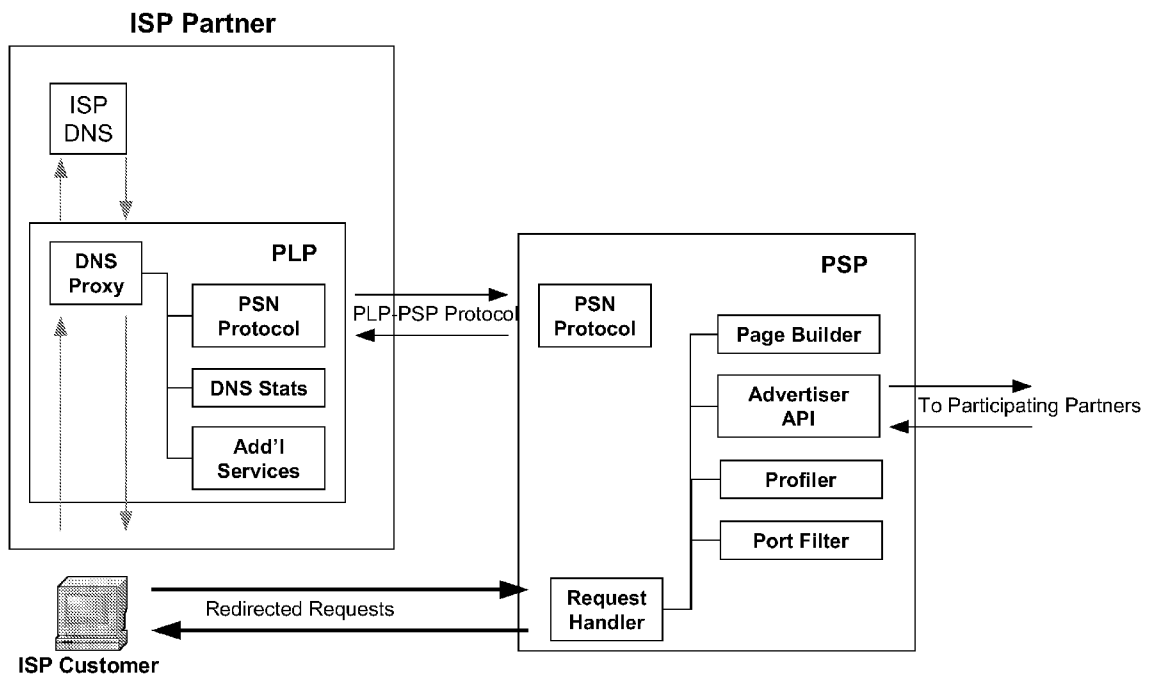 ISP Partner
ISP
DNS
PLP
DNS
Proxy
PSN
Protocol
DNS Stats
Add'l
Services
PLP-PSP Protocol
PSP
PSN
Protocol
Page Builder
Advertiser
API
To Participating Partners
Profiler
Port Filter
Request
Handler
Redirected Requests
ISP Customer